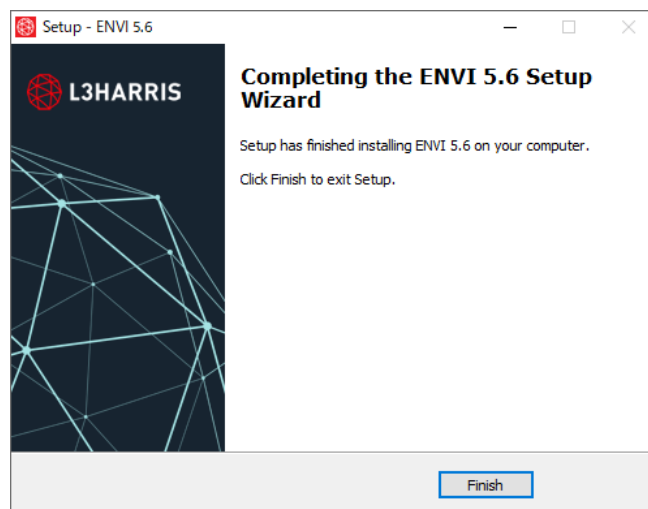 Setup - ENVI 5.6
L3HARRIS
Completing the ENVI 5.6 Setup
Wizard
Setup has finished installing ENVI 5.6 on your computer.
Click Finish to exit Setup.
Finish